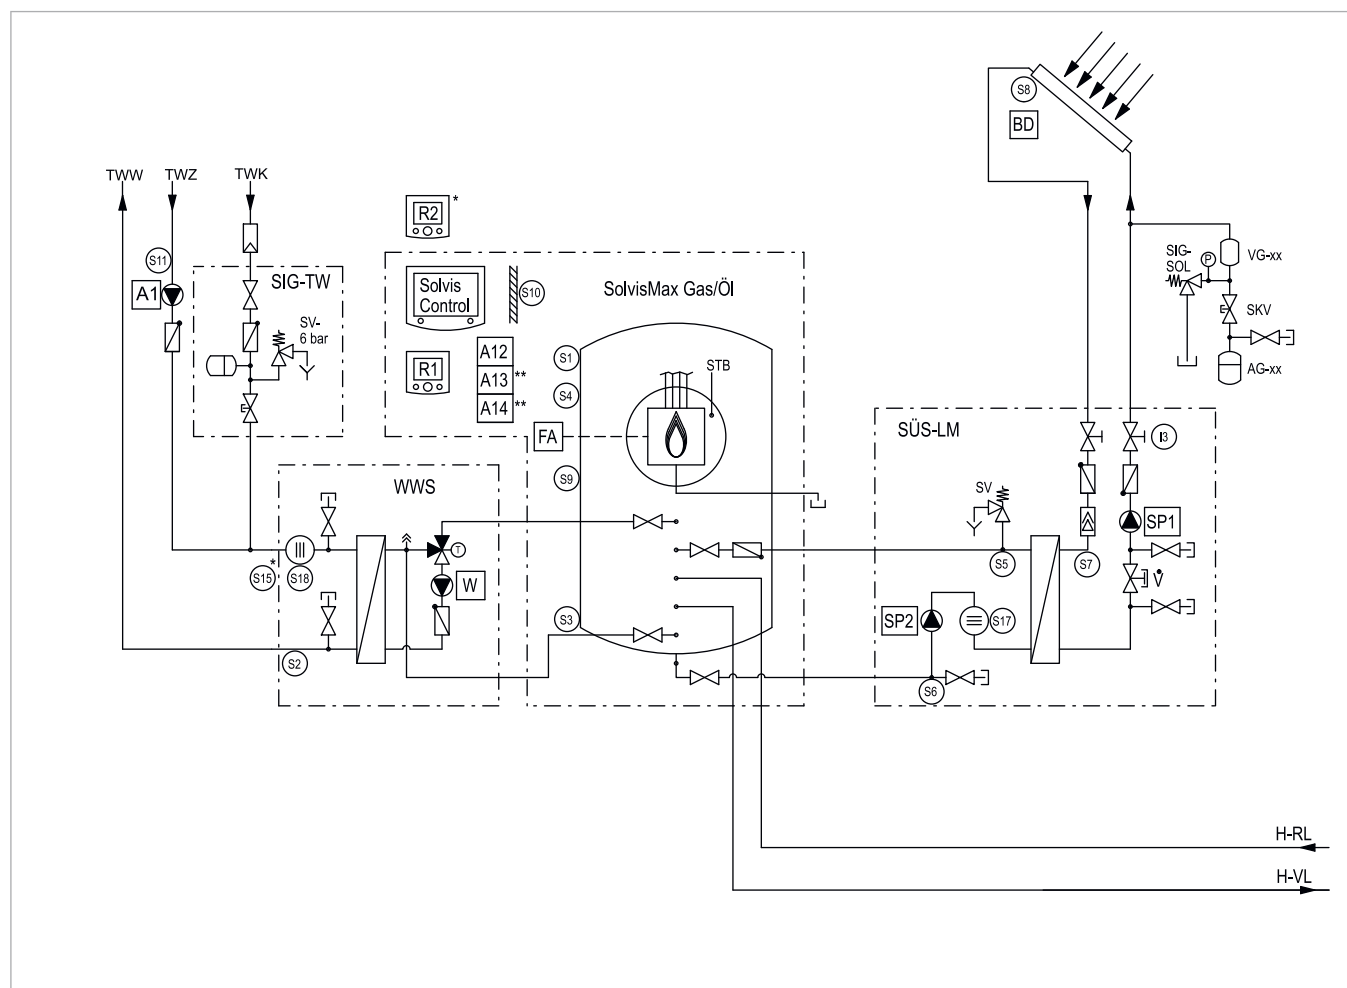 S8
BD
TWW
TWZ
TWK
R2
*
S11
SIG-TW
A1
SV-
6 bar
Solvis
Control
S10
SolvisMax Gas/Öl
SIG-
SOL
P
VG-xx
SKV
AG-xx
R1
A12
A13
**
A14
**
S1
S4
STB
FA
S9
SÜS-LM
I3
WWS
SV
SP1
T
*
S15
S18
W
S5
S7
V̇
S3
SP2
S17
S2
S6
H-RL
H-VL